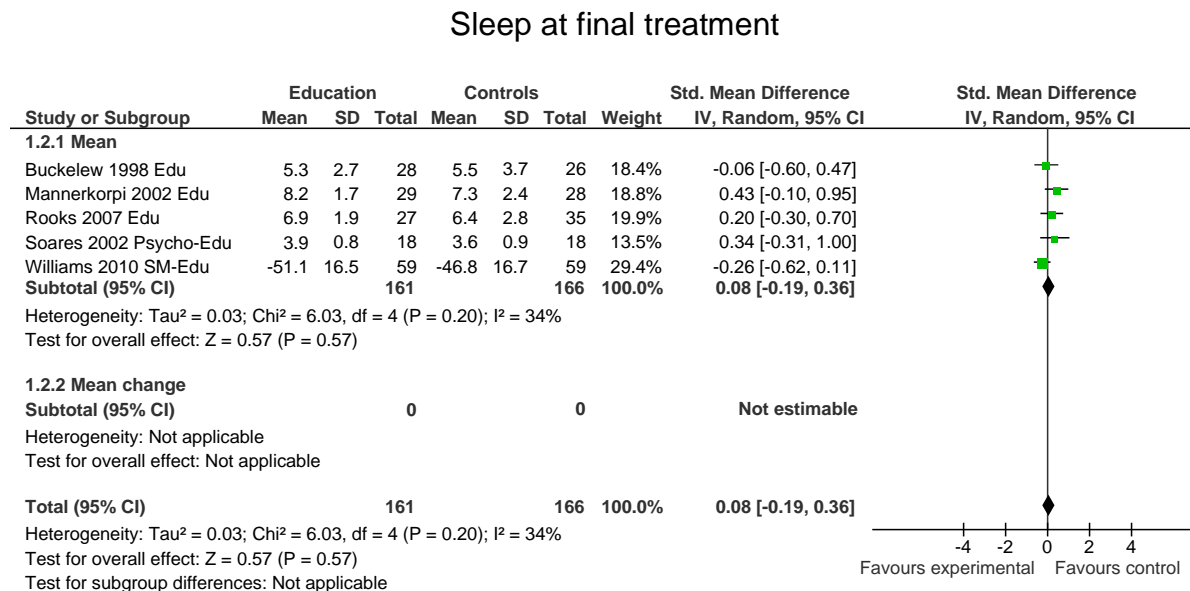 Sleep at final treatment
Education Controls Std. Mean Difference Std. Mean Difference
Study or Subgroup Mean SD Total Mean SD Total Weight IV, Random, 95% CI IV, Random, 95% CI
1.2.1 Mean
Buckelew 1998 Edu 5.3 2.7 28 5.5 3.7 26 18.4% -0.06 [-0.60, 0.47]
Mannerkorpi 2002 Edu 8.2 1.7 29 7.3 2.4 28 18.8% 0.43 [-0.10, 0.95]
Rooks 2007 Edu 6.9 1.9 27 6.4 2.8 35 19.9% 0.20 [-0.30, 0.70]
Soares 2002 Psycho-Edu 3.9 0.8 18 3.6 0.9 18 13.5% 0.34 [-0.31, 1.00]
Williams 2010 SM-Edu -51.1 16.5 59 -46.8 16.7 59 29.4% -0.26 [-0.62, 0.11]
Subtotal (95% CI) 161 166 100.0% 0.08 [-0.19, 0.36]
Heterogeneity: Tau² = 0.03; Chi² = 6.03, df = 4 (P = 0.20); I² = 34%
Test for overall effect: Z = 0.57 (P = 0.57)
1.2.2 Mean change
Subtotal (95% CI) 0 0 Not estimable
Heterogeneity: Not applicable
Test for overall effect: Not applicable
Total (95% CI) 161 166 100.0% 0.08 [-0.19, 0.36]
Heterogeneity: Tau² = 0.03; Chi² = 6.03, df = 4 (P = 0.20); I² = 34%
Test for overall effect: Z = 0.57 (P = 0.57)
Test for subgroup differences: Not applicable
-4 -2 0 2 4
Favours experimental Favours control